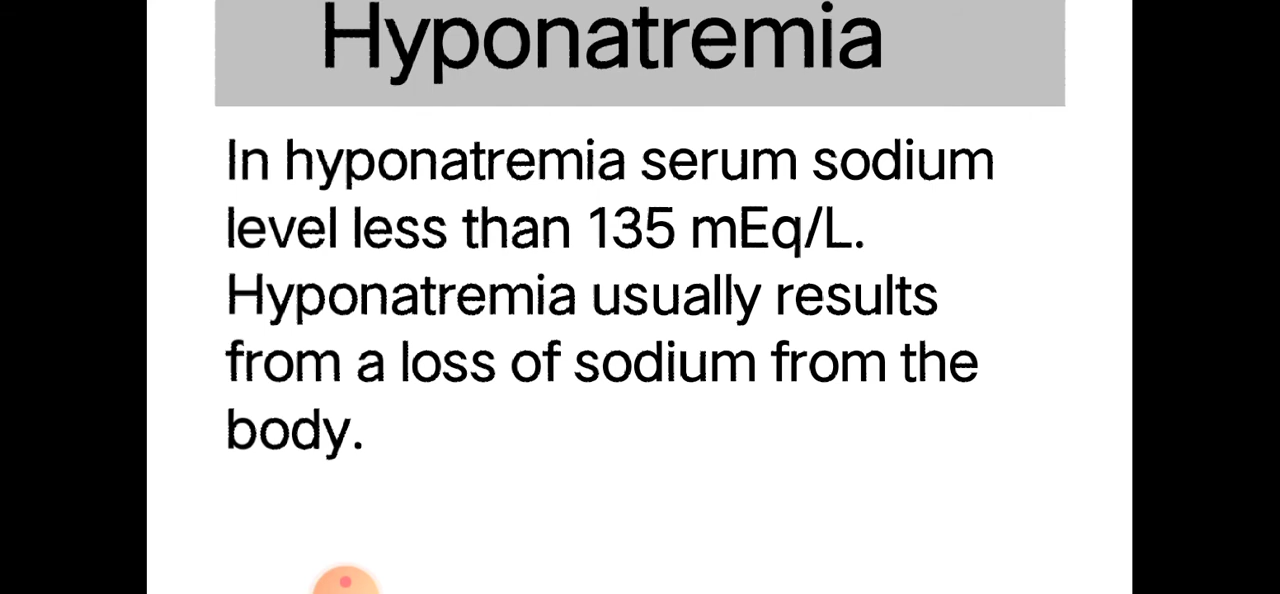 Hyponatremia
In hyponatremia serum sodium
level less than 135 mEq/L.
Hyponatremia usually results
from a loss of sodium from the
body.